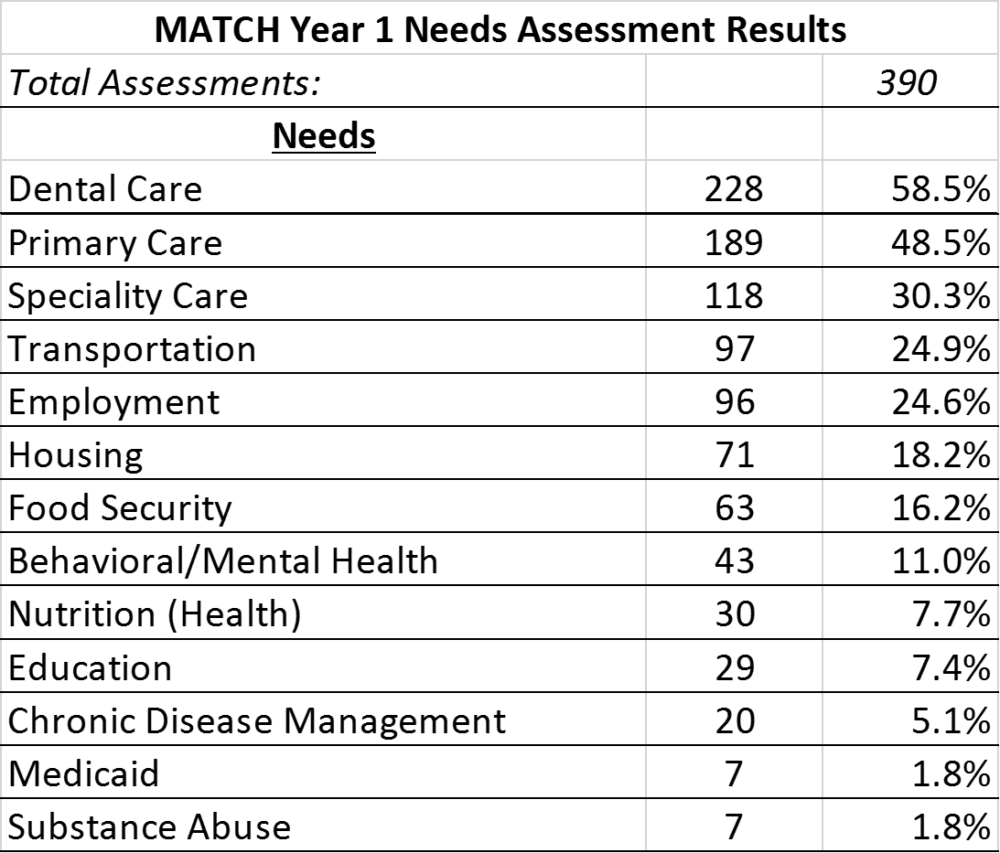 MATCH Year 1 Needs Assessment Results
Total Assessments: 390
Needs
Dental Care 228 58.5%
Primary Care 189 48.5%
Speciality Care 118 30.3%
Transportation 97 24.9%
Employment 96 24.6%
Housing 71 18.2%
Food Security 63 16.2%
Behavioral/Mental Health 43 11.0%
Nutrition (Health) 30 7.7%
Education 29 7.4%
Chronic Disease Management 20 5.1%
Medicaid 7 1.8%
Substance Abuse 7 1.8%